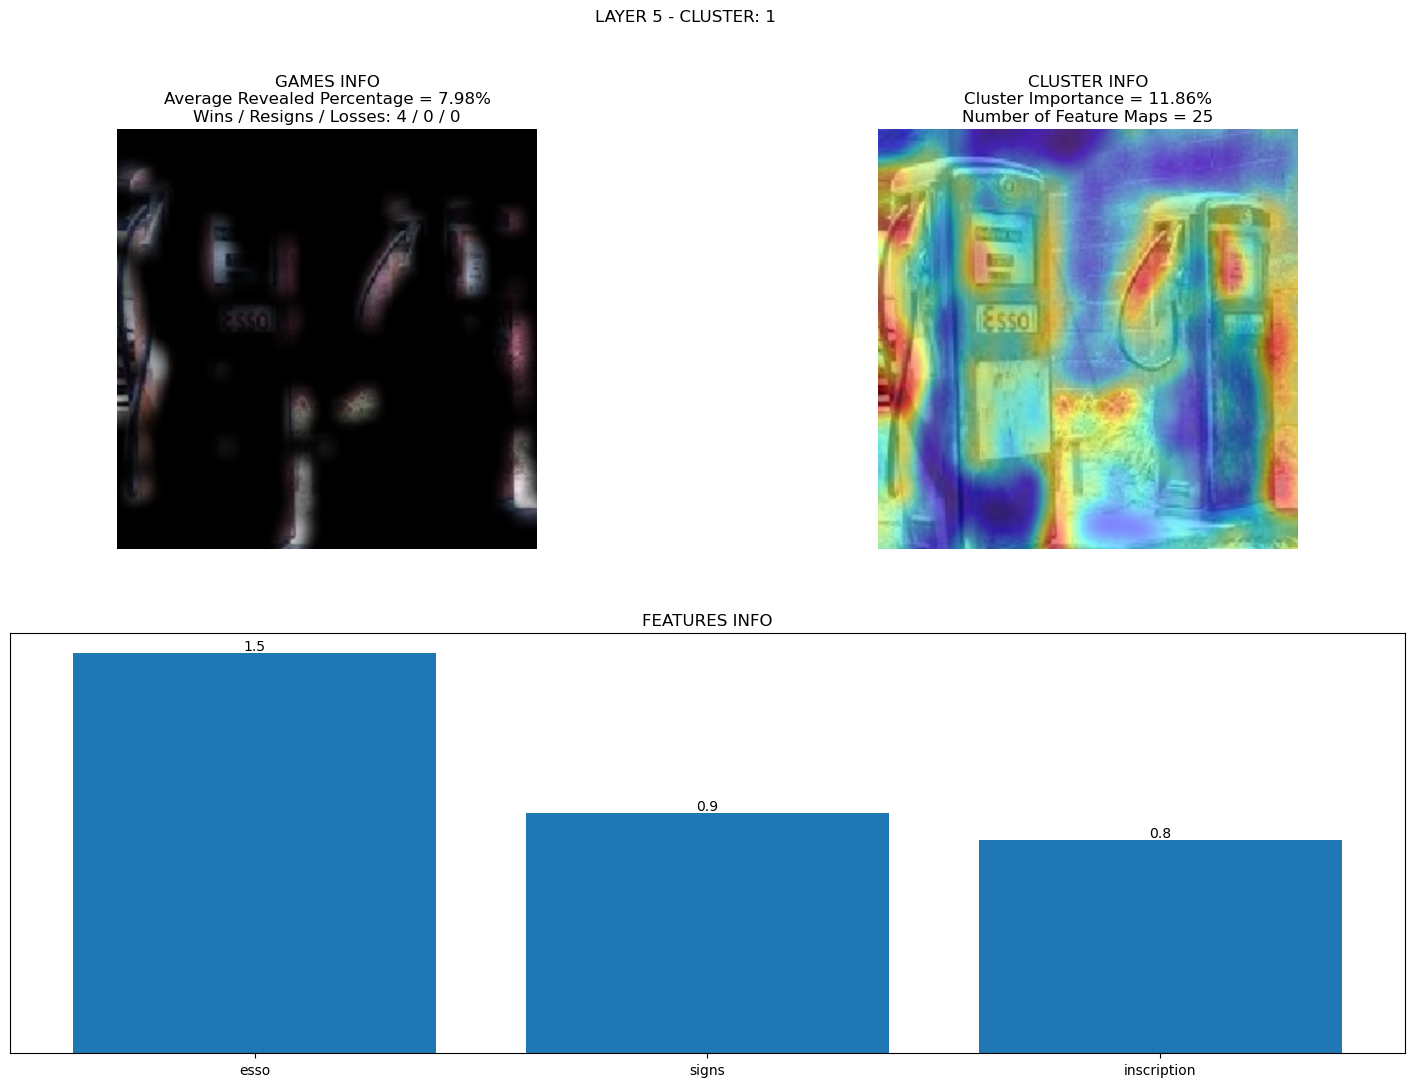 LAYER 5 - CLUSTER: 1
GAMES INFO
Average Revealed Percentage = 7.98%
Wins / Resigns / Losses: 4 / 0 / 0
ESSO
CLUSTER INFO
Cluster Importance = 11.86%
Number of Feature Maps = 25
ESSO
FEATURES INFO
1.5
0.9
0.8
esso
signs
inscription